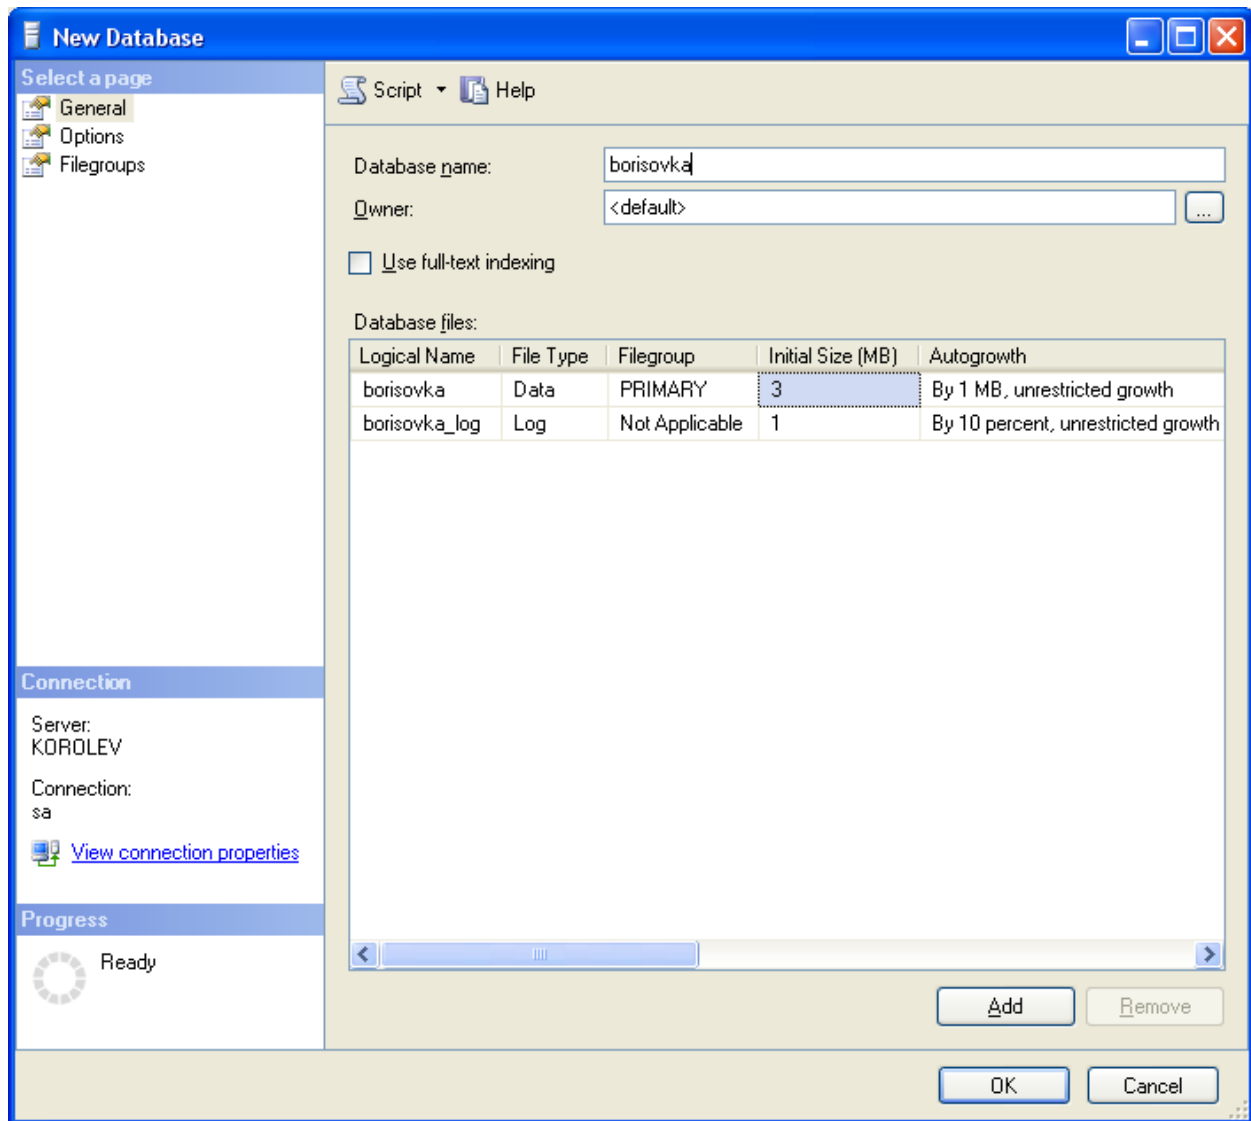 New Database
Select a page
General
Options
Filegroups
Script Help
Database name: borisovka
Owner: <default> ...
Use full-text indexing
Database files:
Logical Name File Type Filegroup Initial Size (MB) Autogrowth
borisovka Data PRIMARY 3 By 1 MB, unrestricted growth
borisovka_log Log Not Applicable 1 By 10 percent, unrestricted growth
Connection
Server:
KOROLEV
Connection:
sa
View connection properties
Progress
Ready
Add Remove
OK Cancel